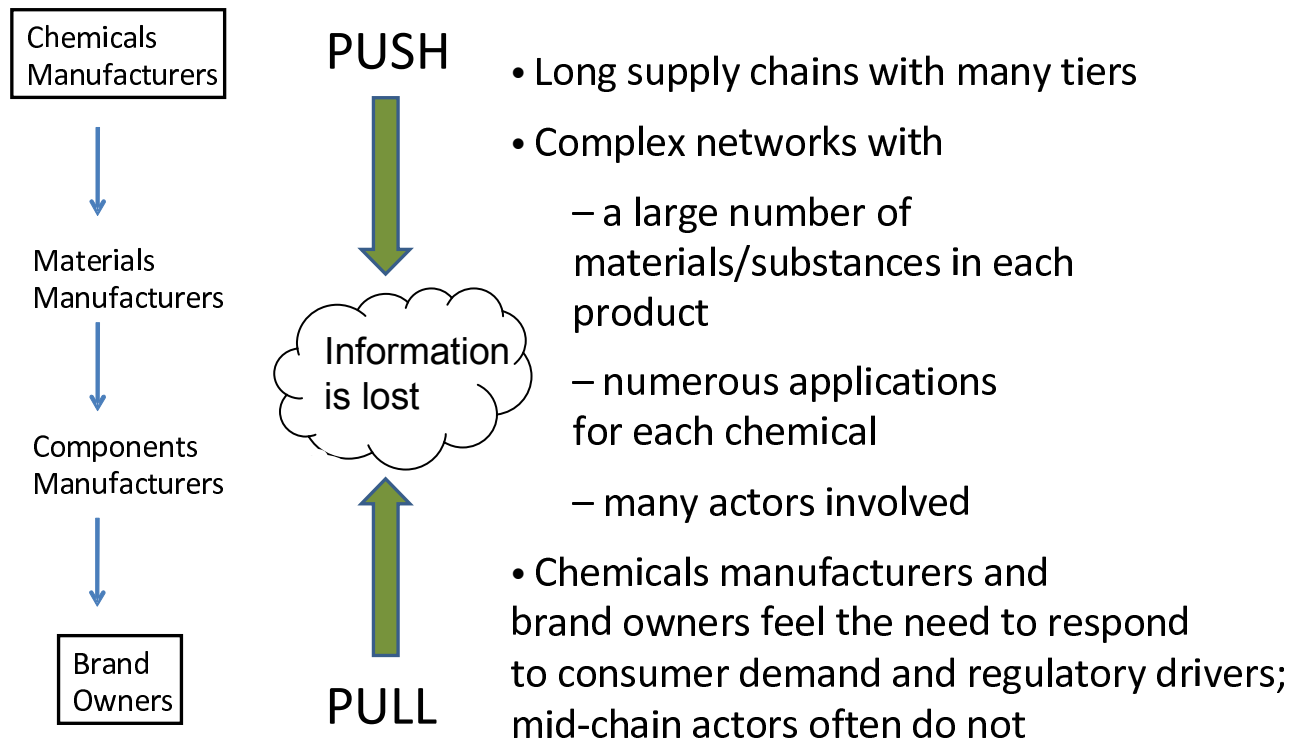 Chemicals
Manufacturers
Materials
Manufacturers
Components
Manufacturers
Brand
Owners
PUSH
Information
is lost
PULL
• Long supply chains with many tiers
• Complex networks with
– a large number of
materials/substances in each
product
– numerous applications
for each chemical
– many actors involved
• Chemicals manufacturers and
brand owners feel the need to respond
to consumer demand and regulatory drivers;
mid-chain actors often do not